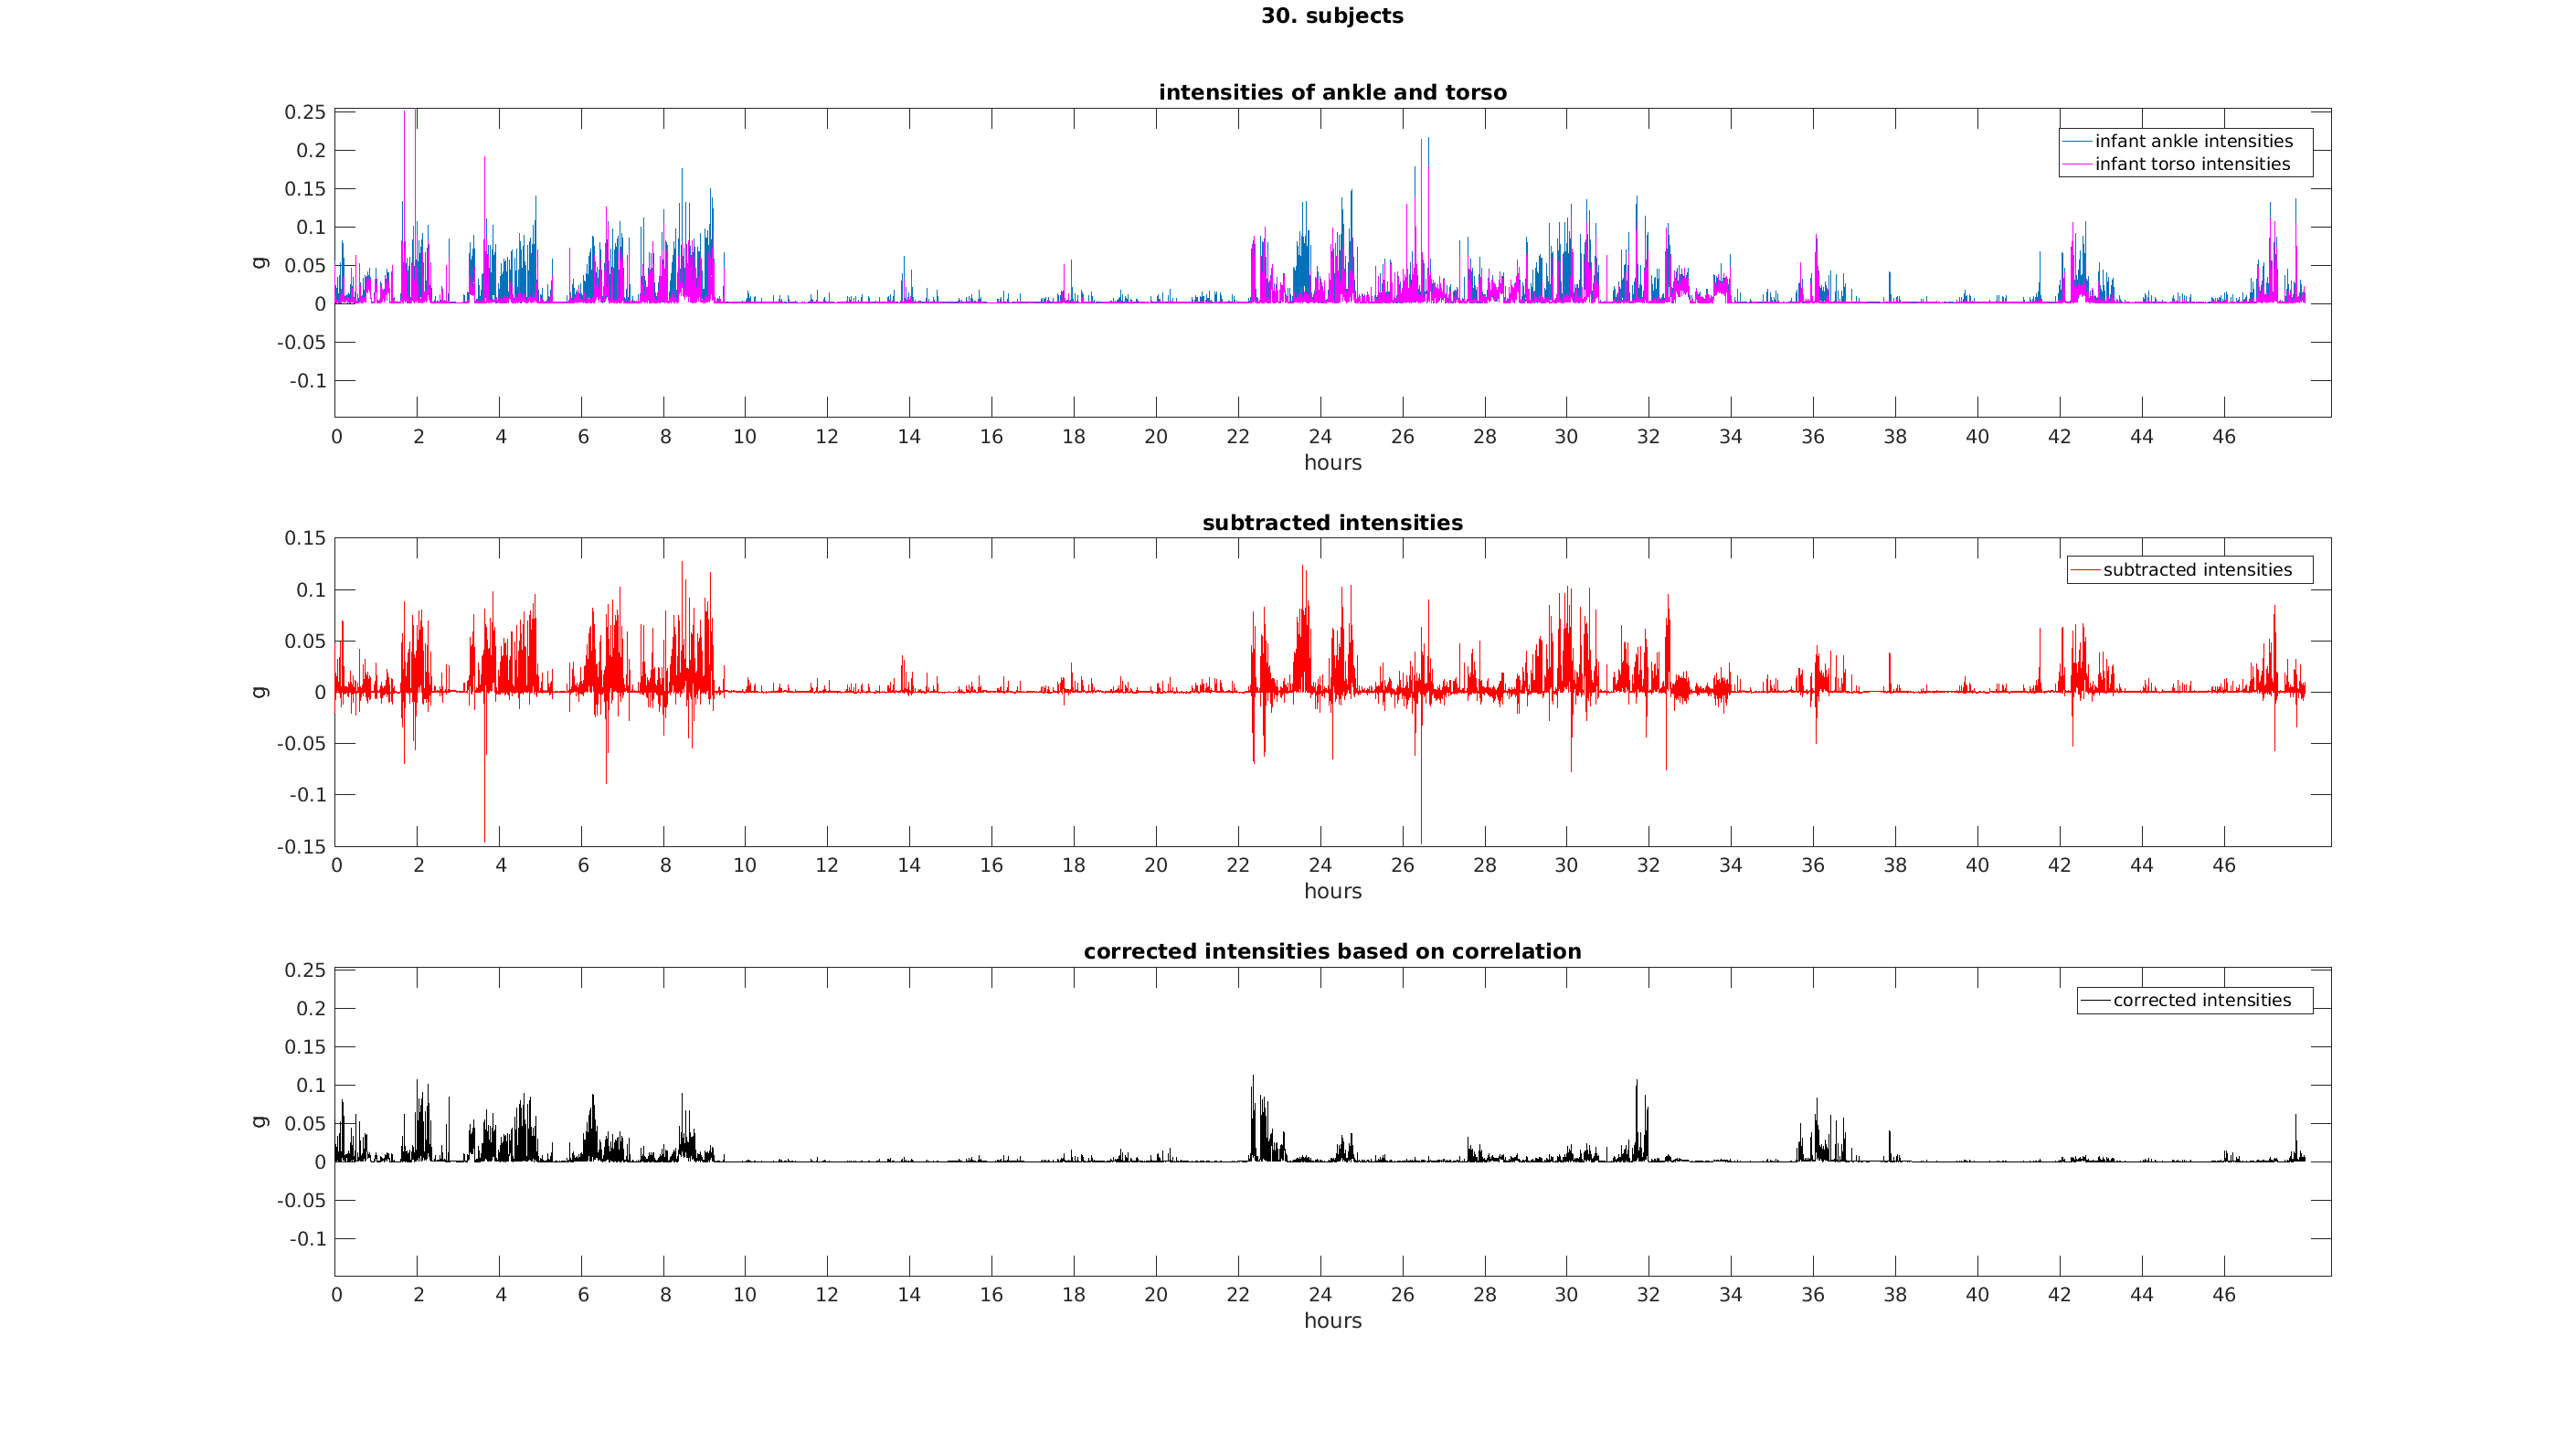 30. subjects
intensities of ankle and torso
0.25
0.2
0.15
0.1
0.05
0
-0.05
-0.1
g
infant ankle intensities
infant torso intensities
0 2 4 6 8 10 12 14 16 18 20 22 24 26 28 30 32 34 36 38 40 42 44 46
hours
subtracted intensities
0.15
0.1
0.05
0
-0.05
-0.1
-0.15
g
subtracted intensities
0 2 4 6 8 10 12 14 16 18 20 22 24 26 28 30 32 34 36 38 40 42 44 46
hours
corrected intensities based on correlation
0.25
0.2
0.15
0.1
0.05
0
-0.05
-0.1
g
corrected intensities
0 2 4 6 8 10 12 14 16 18 20 22 24 26 28 30 32 34 36 38 40 42 44 46
hours